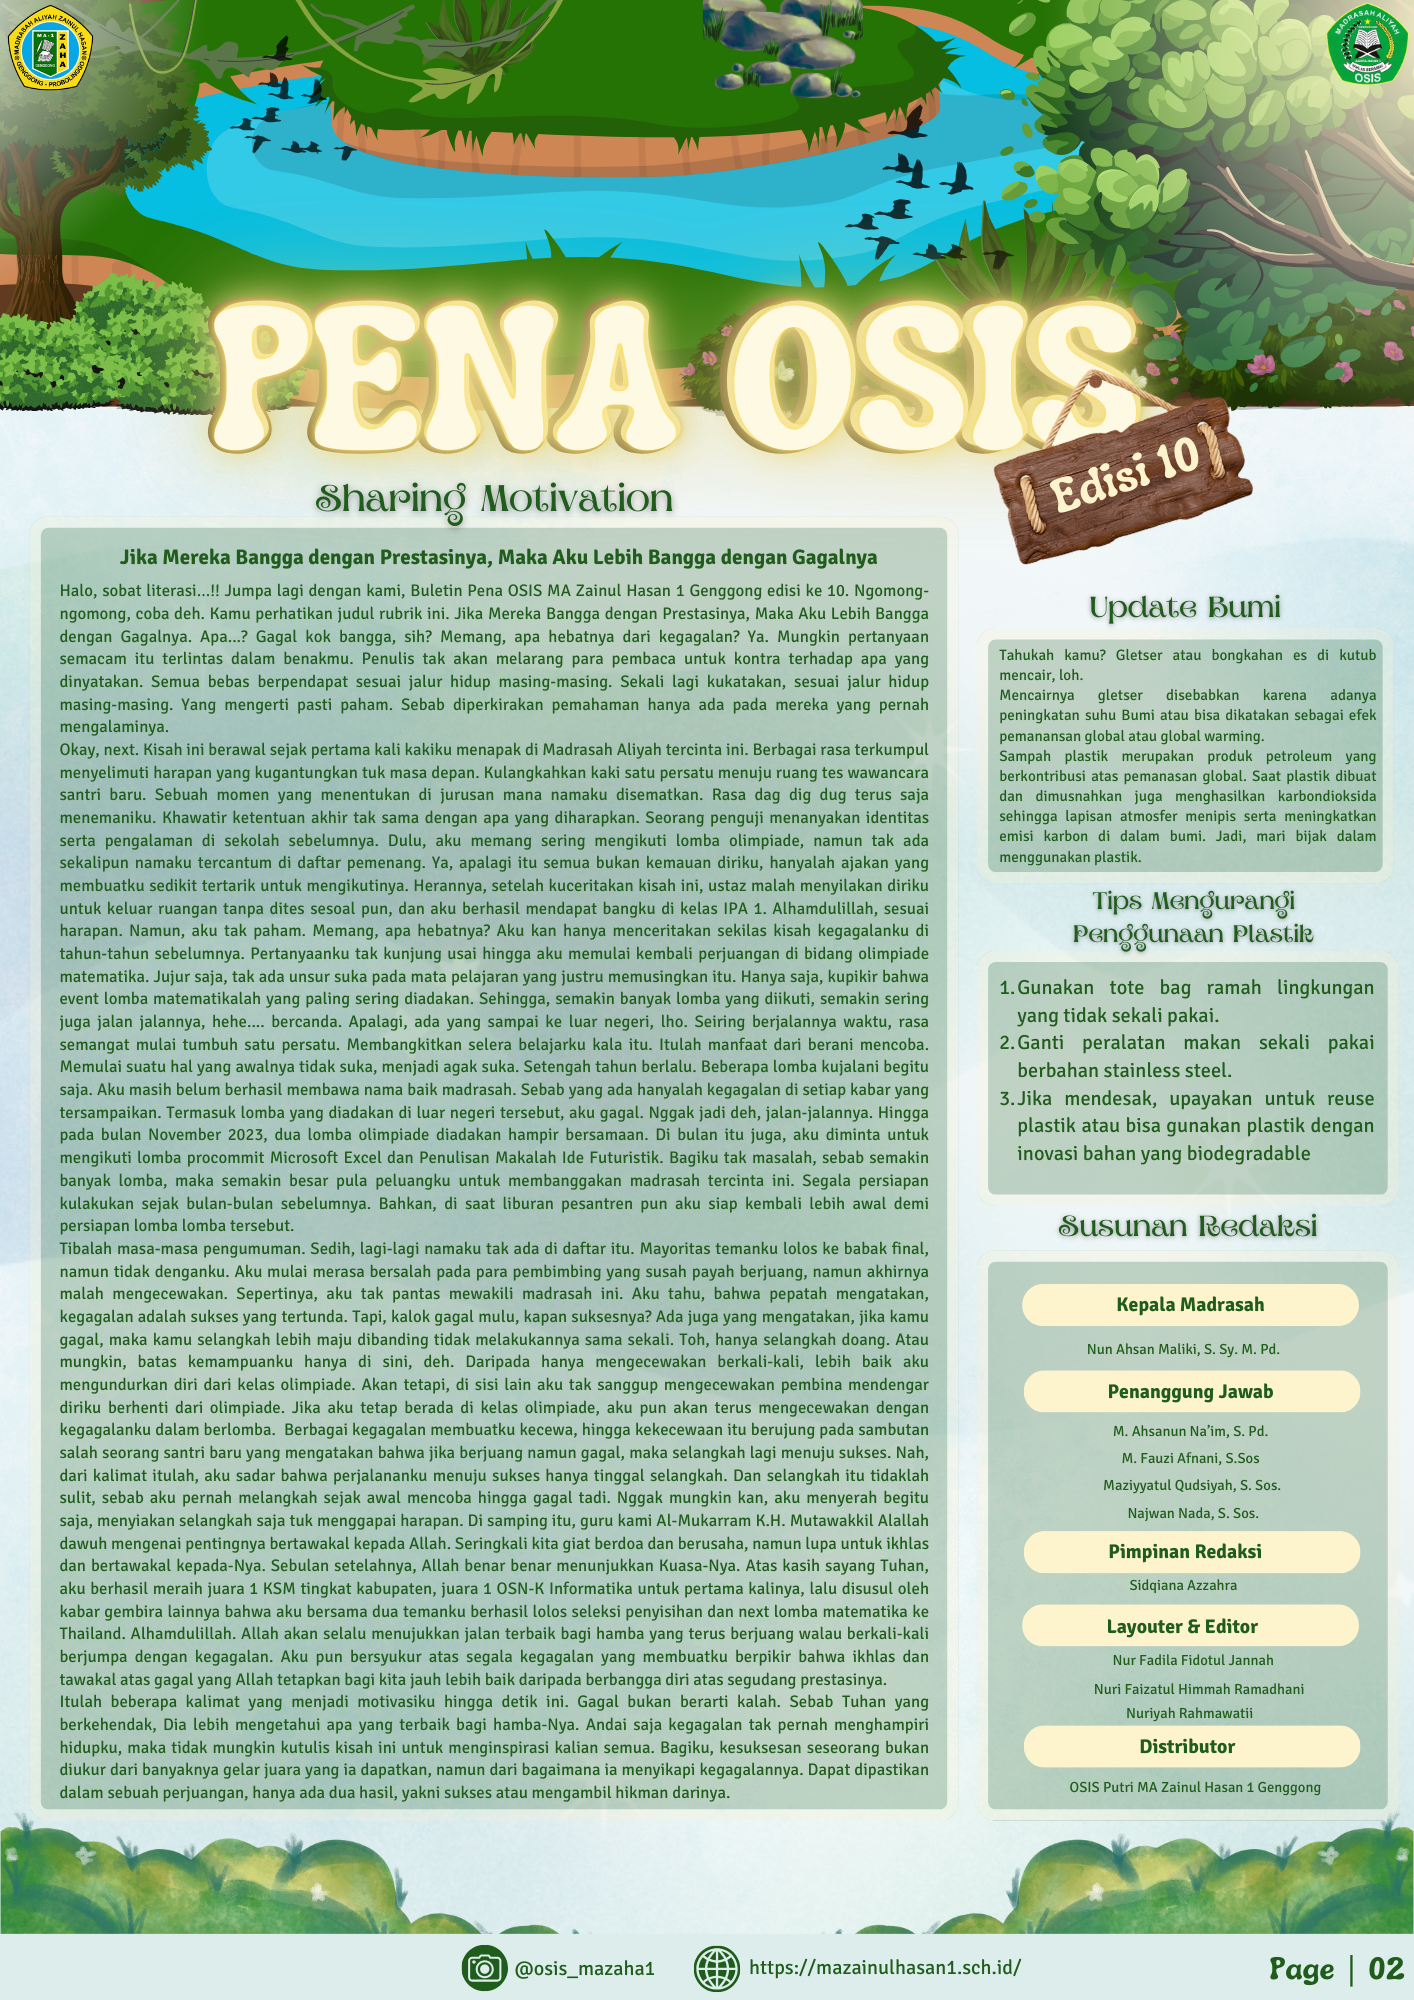 MADRASAH ALIYAH ZAINUL HASAN
MA-1
ZAHA
GENGGONG
GENGGONG - PROBOLINGGO
MADRASAH ALIYAH
OSIS
PENA OSIS
Edisi 10
Sharing Motivation
Jika Mereka Bangga dengan Prestasinya, Maka Aku Lebih Bangga dengan Gagalnya
Halo, sobat literasi...!! Jumpa lagi dengan kami, Buletin Pena OSIS MA Zainul Hasan 1 Genggong edisi ke 10. Ngomong-
ngomong, coba deh. Kamu perhatikan judul rubrik ini. Jika Mereka Bangga dengan Prestasinya, Maka Aku Lebih Bangga
dengan Gagalnya. Apa...? Gagal kok bangga, sih? Memang, apa hebatnya dari kegagalan? Ya. Mungkin pertanyaan
semacam itu terlintas dalam benakmu. Penulis tak akan melarang para pembaca untuk kontra terhadap apa yang
dinyatakan. Semua bebas berpendapat sesuai jalur hidup masing-masing. Sekali lagi kukatakan, sesuai jalur hidup
masing-masing. Yang mengerti pasti paham. Sebab diperkirakan pemahaman hanya ada pada mereka yang pernah
mengalaminya.
Okay, next. Kisah ini berawal sejak pertama kali kakiku menapak di Madrasah Aliyah tercinta ini. Berbagai rasa terkumpul
menyelimuti harapan yang kugantungkan tuk masa depan. Kulangkahkan kaki satu persatu menuju ruang tes wawancara
santri baru. Sebuah momen yang menentukan di jurusan mana namaku disematkan. Rasa dag dig dug terus saja
menemaniku. Khawatir ketentuan akhir tak sama dengan apa yang diharapkan. Seorang penguji menanyakan identitas
serta pengalaman di sekolah sebelumnya. Dulu, aku memang sering mengikuti lomba olimpiade, namun tak ada
sekalipun namaku tercantum di daftar pemenang. Ya, apalagi itu semua bukan kemauan diriku, hanyalah ajakan yang
membuatku sedikit tertarik untuk mengikutinya. Herannya, setelah kuceritakan kisah ini, ustaz malah menyilakan diriku
untuk keluar ruangan tanpa dites sesoal pun, dan aku berhasil mendapat bangku di kelas IPA 1. Alhamdulillah, sesuai
harapan. Namun, aku tak paham. Memang, apa hebatnya? Aku kan hanya menceritakan sekilas kisah kegagalanku di
tahun-tahun sebelumnya. Pertanyaanku tak kunjung usai hingga aku memulai kembali perjuangan di bidang olimpiade
matematika. Jujur saja, tak ada unsur suka pada mata pelajaran yang justru memusingkan itu. Hanya saja, kupikir bahwa
event lomba matematikalah yang paling sering diadakan. Sehingga, semakin banyak lomba yang diikuti, semakin sering
juga jalan jalannya, hehe.... bercanda. Apalagi, ada yang sampai ke luar negeri, lho. Seiring berjalannya waktu, rasa
semangat mulai tumbuh satu persatu. Membangkitkan selera belajarku kala itu. Itulah manfaat dari berani mencoba.
Memulai suatu hal yang awalnya tidak suka, menjadi agak suka. Setengah tahun berlalu. Beberapa lomba kujalani begitu
saja. Aku masih belum berhasil membawa nama baik madrasah. Sebab yang ada hanyalah kegagalan di setiap kabar yang
tersampaikan. Termasuk lomba yang diadakan di luar negeri tersebut, aku gagal. Nggak jadi deh, jalan-jalannya. Hingga
pada bulan November 2023, dua lomba olimpiade diadakan hampir bersamaan. Di bulan itu juga, aku diminta untuk
mengikuti lomba procommit Microsoft Excel dan Penulisan Makalah Ide Futuristik. Bagiku tak masalah, sebab semakin
banyak lomba, maka semakin besar pula peluangku untuk membanggakan madrasah tercinta ini. Segala persiapan
kulakukan sejak bulan-bulan sebelumnya. Bahkan, di saat liburan pesantren pun aku siap kembali lebih awal demi
persiapan lomba lomba tersebut.
Tibalah masa-masa pengumuman. Sedih, lagi-lagi namaku tak ada di daftar itu. Mayoritas temanku lolos ke babak final,
namun tidak denganku. Aku mulai merasa bersalah pada para pembimbing yang susah payah berjuang, namun akhirnya
malah mengecewakan. Sepertinya, aku tak pantas mewakili madrasah ini. Aku tahu, bahwa pepatah mengatakan,
kegagalan adalah sukses yang tertunda. Tapi, kalok gagal mulu, kapan suksesnya? Ada juga yang mengatakan, jika kamu
gagal, maka kamu selangkah lebih maju dibanding tidak melakukannya sama sekali. Toh, hanya selangkah doang. Atau
mungkin, batas kemampuanku hanya di sini, deh. Daripada hanya mengecewakan berkali-kali, lebih baik aku
mengundurkan diri dari kelas olimpiade. Akan tetapi, di sisi lain aku tak sanggup mengecewakan pembina mendengar
diriku berhenti dari olimpiade. Jika aku tetap berada di kelas olimpiade, aku pun akan terus mengecewakan dengan
kegagalanku dalam berlomba. Berbagai kegagalan membuatku kecewa, hingga kekecewaan itu berujung pada sambutan
salah seorang santri baru yang mengatakan bahwa jika berjuang namun gagal, maka selangkah lagi menuju sukses. Nah,
dari kalimat itulah, aku sadar bahwa perjalananku menuju sukses hanya tinggal selangkah. Dan selangkah itu tidaklah
sulit, sebab aku pernah melangkah sejak awal mencoba hingga gagal tadi. Nggak mungkin kan, aku menyerah begitu
saja, menyiakan selangkah saja tuk menggapai harapan. Di samping itu, guru kami Al-Mukarram K.H. Mutawakkil Alallah
dawuh mengenai pentingnya bertawakal kepada Allah. Seringkali kita giat berdoa dan berusaha, namun lupa untuk ikhlas
dan bertawakal kepada-Nya. Sebulan setelahnya, Allah benar benar menunjukkan Kuasa-Nya. Atas kasih sayang Tuhan,
aku berhasil meraih juara 1 KSM tingkat kabupaten, juara 1 OSN-K Informatika untuk pertama kalinya, lalu disusul oleh
kabar gembira lainnya bahwa aku bersama dua temanku berhasil lolos seleksi penyisihan dan next lomba matematika ke
Thailand. Alhamdulillah. Allah akan selalu menujukkan jalan terbaik bagi hamba yang terus berjuang walau berkali-kali
berjumpa dengan kegagalan. Aku pun bersyukur atas segala kegagalan yang membuatku berpikir bahwa ikhlas dan
tawakal atas gagal yang Allah tetapkan bagi kita jauh lebih baik daripada berbangga diri atas segudang prestasinya.
Itulah beberapa kalimat yang menjadi motivasiku hingga detik ini. Gagal bukan berarti kalah. Sebab Tuhan yang
berkehendak, Dia lebih mengetahui apa yang terbaik bagi hamba-Nya. Andai saja kegagalan tak pernah menghampiri
hidupku, maka tidak mungkin kutulis kisah ini untuk menginspirasi kalian semua. Bagiku, kesuksesan seseorang bukan
diukur dari banyaknya gelar juara yang ia dapatkan, namun dari bagaimana ia menyikapi kegagalannya. Dapat dipastikan
dalam sebuah perjuangan, hanya ada dua hasil, yakni sukses atau mengambil hikman darinya.
Update Bumi
Tahukah kamu? Gletser atau bongkahan es di kutub
mencair, loh.
Mencairnya gletser disebabkan karena adanya
peningkatan suhu Bumi atau bisa dikatakan sebagai efek
pemanansan global atau global warming.
Sampah plastik merupakan produk petroleum yang
berkontribusi atas pemanasan global. Saat plastik dibuat
dan dimusnahkan juga menghasilkan karbondioksida
sehingga lapisan atmosfer menipis serta meningkatkan
emisi karbon di dalam bumi. Jadi, mari bijak dalam
menggunakan plastik.
Tips Mengurangi
Penggunaan Plastik
1. Gunakan tote bag ramah lingkungan
yang tidak sekali pakai.
2. Ganti peralatan makan sekali pakai
berbahan stainless steel.
3. Jika mendesak, upayakan untuk reuse
plastik atau bisa gunakan plastik dengan
inovasi bahan yang biodegradable
Susunan Redaksi
Kepala Madrasah
Nun Ahsan Maliki, S. Sy. M. Pd.
Penanggung Jawab
M. Ahsanun Na’im, S. Pd.
M. Fauzi Afnani, S.Sos
Maziyyatul Qudsiyah, S. Sos.
Najwan Nada, S. Sos.
Pimpinan Redaksi
Sidqiana Azzahra
Layouter & Editor
Nur Fadila Fidotul Jannah
Nuri Faizatul Himmah Ramadhani
Nuriyah Rahmawatii
Distributor
OSIS Putri MA Zainul Hasan 1 Genggong
@osis_mazaha1
https://mazainulhasan1.sch.id/
Page | 02